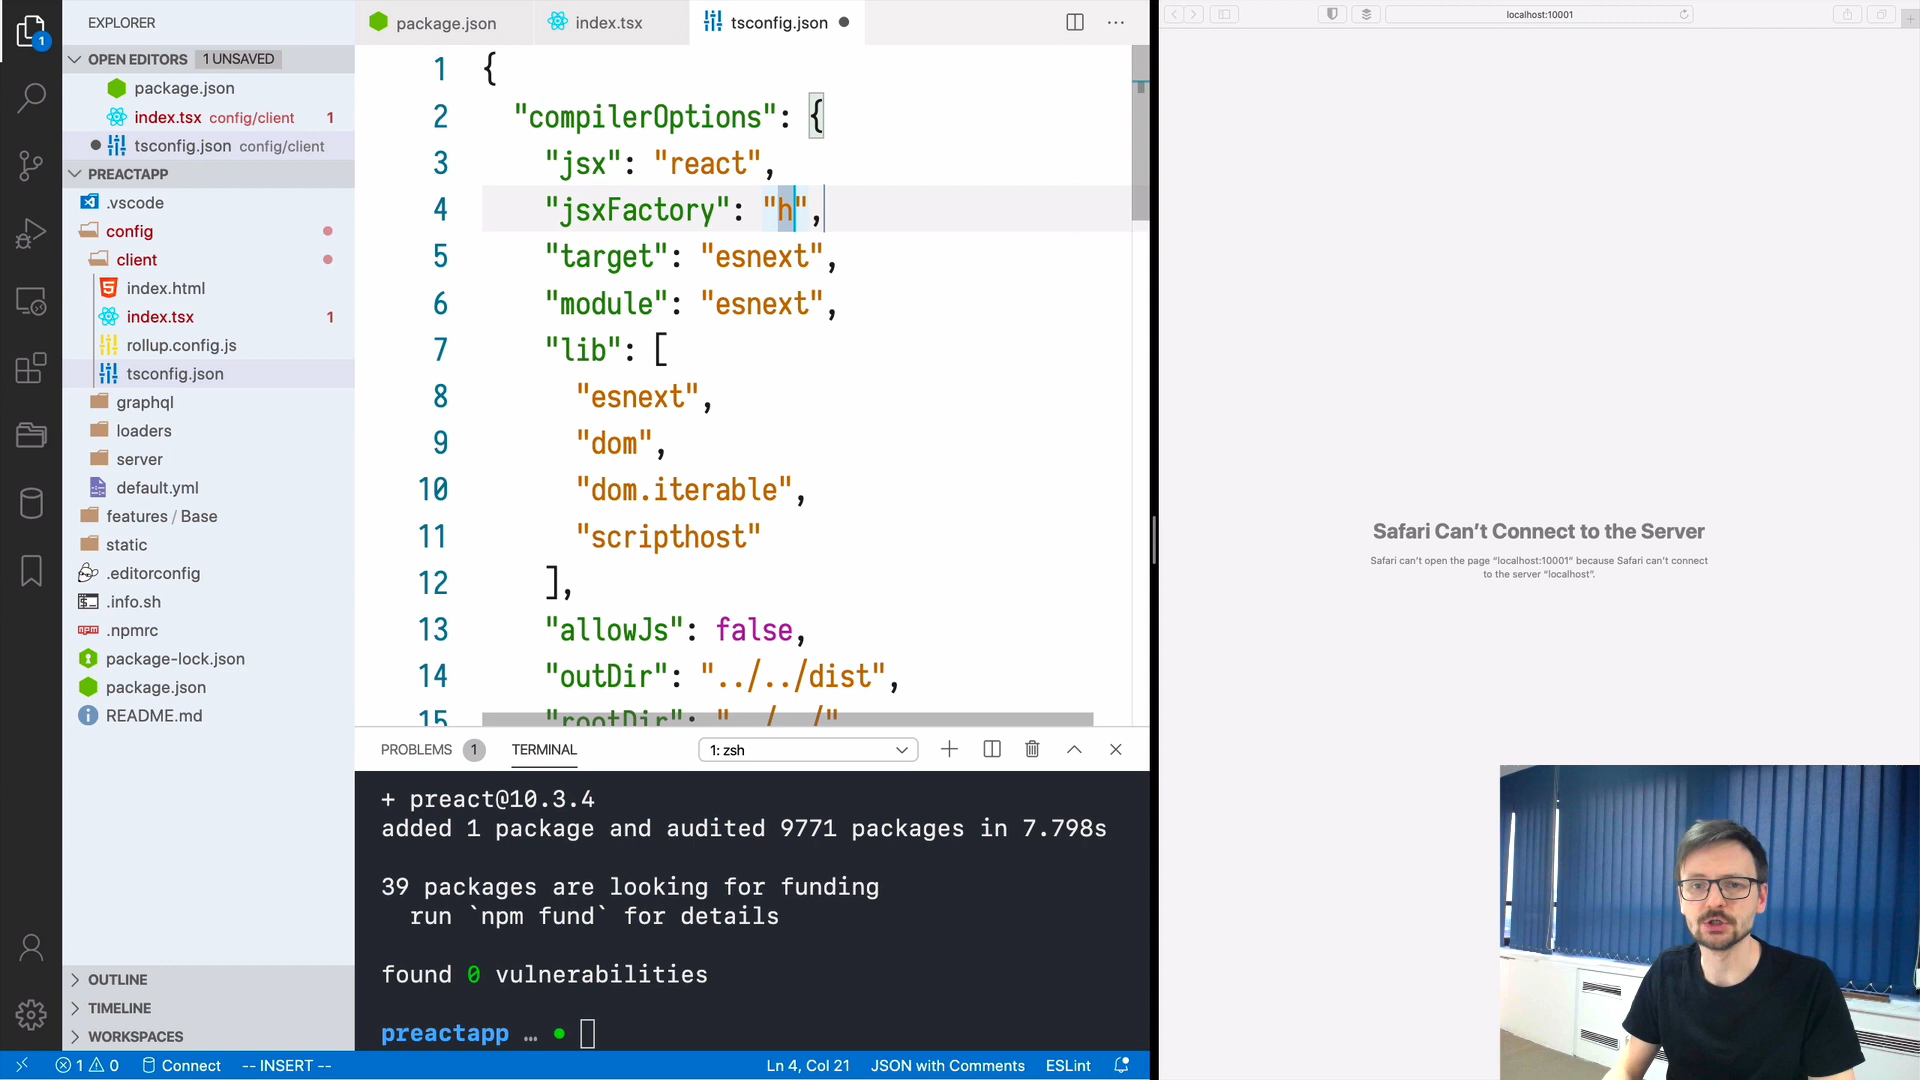 EXPLORER
OPEN EDITORS 1 UNSAVED
package.json
index.tsx config/client 1
tsconfig.json config/client
PREACTAPP
.vscode
config
client
index.html
index.tsx 1
rollup.config.js
tsconfig.json
graphql
loaders
server
default.yml
features / Base
static
.editorconfig
.info.sh
.npmrc
package-lock.json
package.json
README.md
OUTLINE
TIMELINE
WORKSPACES
1
package.json index.tsx tsconfig.json
1 {
2 "compilerOptions": {
3 "jsx": "react",
4 "jsxFactory": "h",
5 "target": "esnext",
6 "module": "esnext",
7 "lib": [
8 "esnext",
9 "dom",
10 "dom.iterable",
11 "scripthost"
12 ],
13 "allowJs": false,
14 "outDir": "../../dist",
15 "rootDir": "../../"
PROBLEMS 1 TERMINAL 1: zsh
+ preact@10.3.4
added 1 package and audited 9771 packages in 7.798s
39 packages are looking for funding
run `npm fund` for details
found 0 vulnerabilities
preactapp …
1 0 Connect -- INSERT -- Ln 4, Col 21 JSON with Comments ESLint
localhost:10001
Safari Can't Connect to the Server
Safari can't open the page "localhost:10001" because Safari can't connect
to the server "localhost".